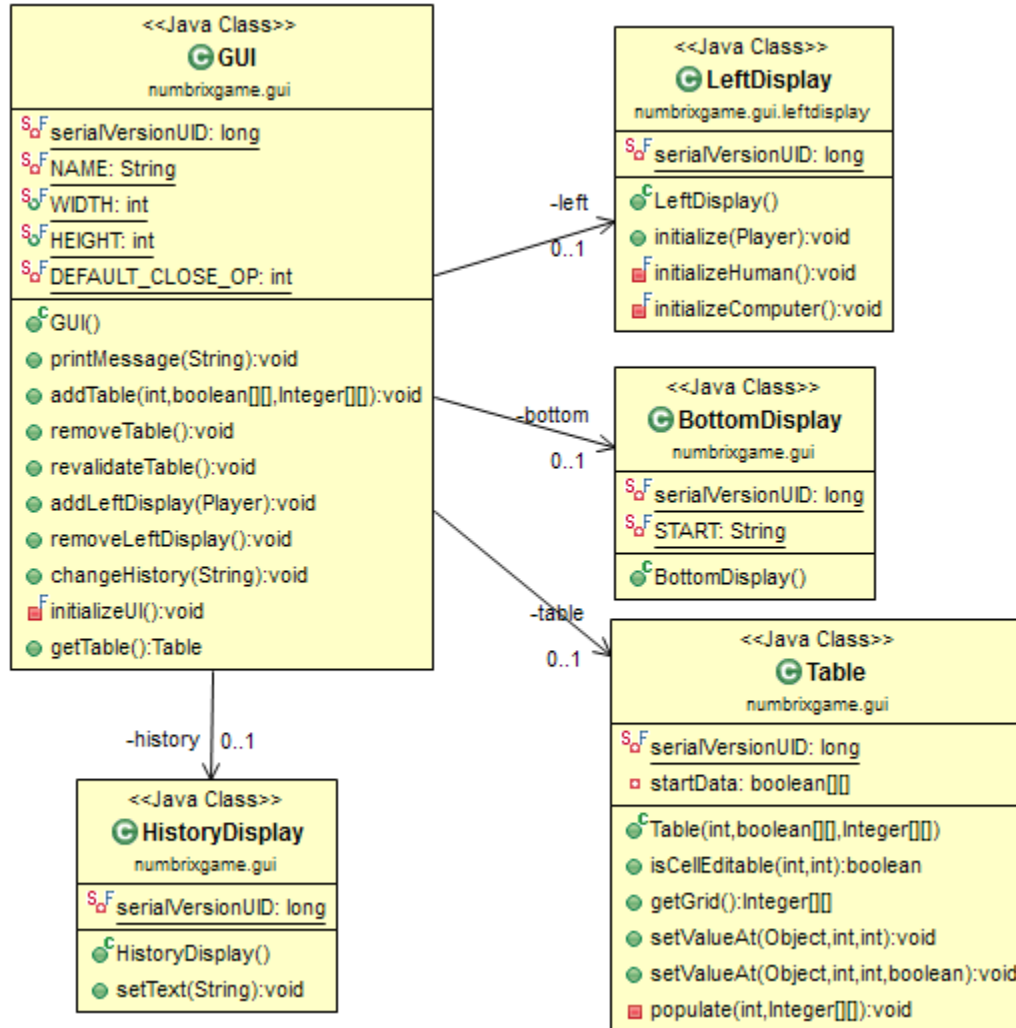 <<Java Class>>
GUI
numbrixgame.gui
serialVersionUID: long
NAME: String
WIDTH: int
HEIGHT: int
DEFAULT_CLOSE_OP: int
GUI()
printMessage(String):void
addTable(int,boolean[][],Integer[][]):void
removeTable():void
revalidateTable():void
addLeftDisplay(Player):void
removeLeftDisplay():void
changeHistory(String):void
initializeUI():void
getTable():Table
-left
0..1
<<Java Class>>
LeftDisplay
numbrixgame.gui.leftdisplay
serialVersionUID: long
LeftDisplay()
initialize(Player):void
initializeHuman():void
initializeComputer():void
-bottom
0..1
<<Java Class>>
BottomDisplay
numbrixgame.gui
serialVersionUID: long
START: String
BottomDisplay()
-table
0..1
<<Java Class>>
Table
numbrixgame.gui
serialVersionUID: long
startData: boolean[][]
Table(int,boolean[][],Integer[][])
isCellEditable(int,int):boolean
getGrid():Integer[][]
setValueAt(Object,int,int):void
setValueAt(Object,int,int,boolean):void
populate(int,Integer[][]):void
-history 0..1
<<Java Class>>
HistoryDisplay
numbrixgame.gui
serialVersionUID: long
HistoryDisplay()
setText(String):void